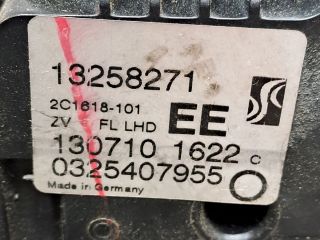 13258271
2C1618-101
ZV FL LHD EE
130710 1622 C
0325407955
Made in Germany